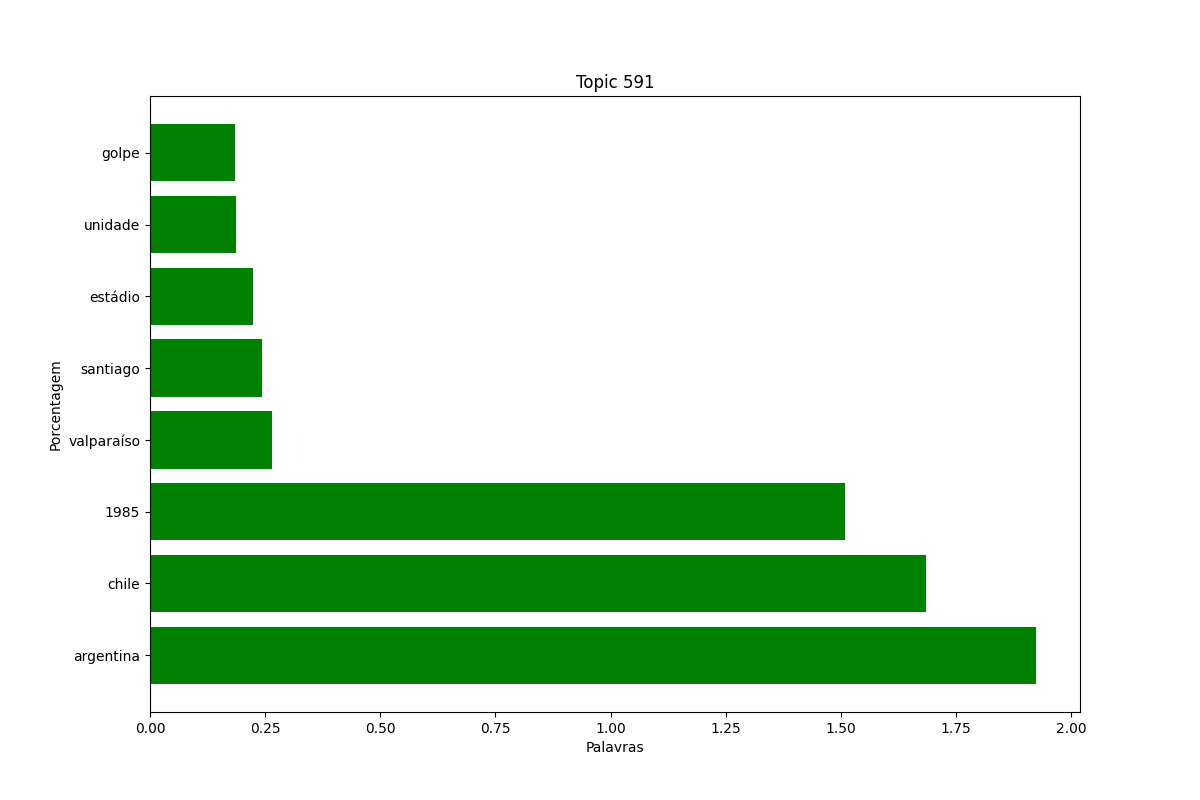 Topic 591
golpe
unidade
estádio
santiago
valparaíso
1985
chile
argentina
Porcentagem
0.00 0.25 0.50 0.75 1.00 1.25 1.50 1.75 2.00
Palavras